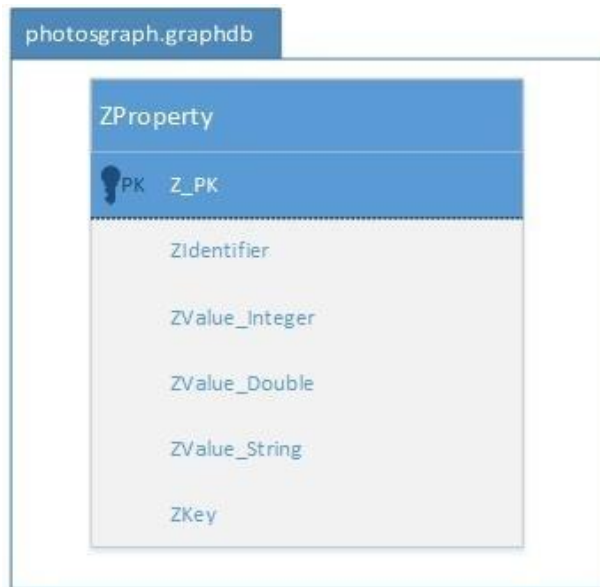 photosgraph.graphdb
ZProperty
PK Z_PK
ZIdentifier
ZValue_Integer
ZValue_Double
ZValue_String
ZKey